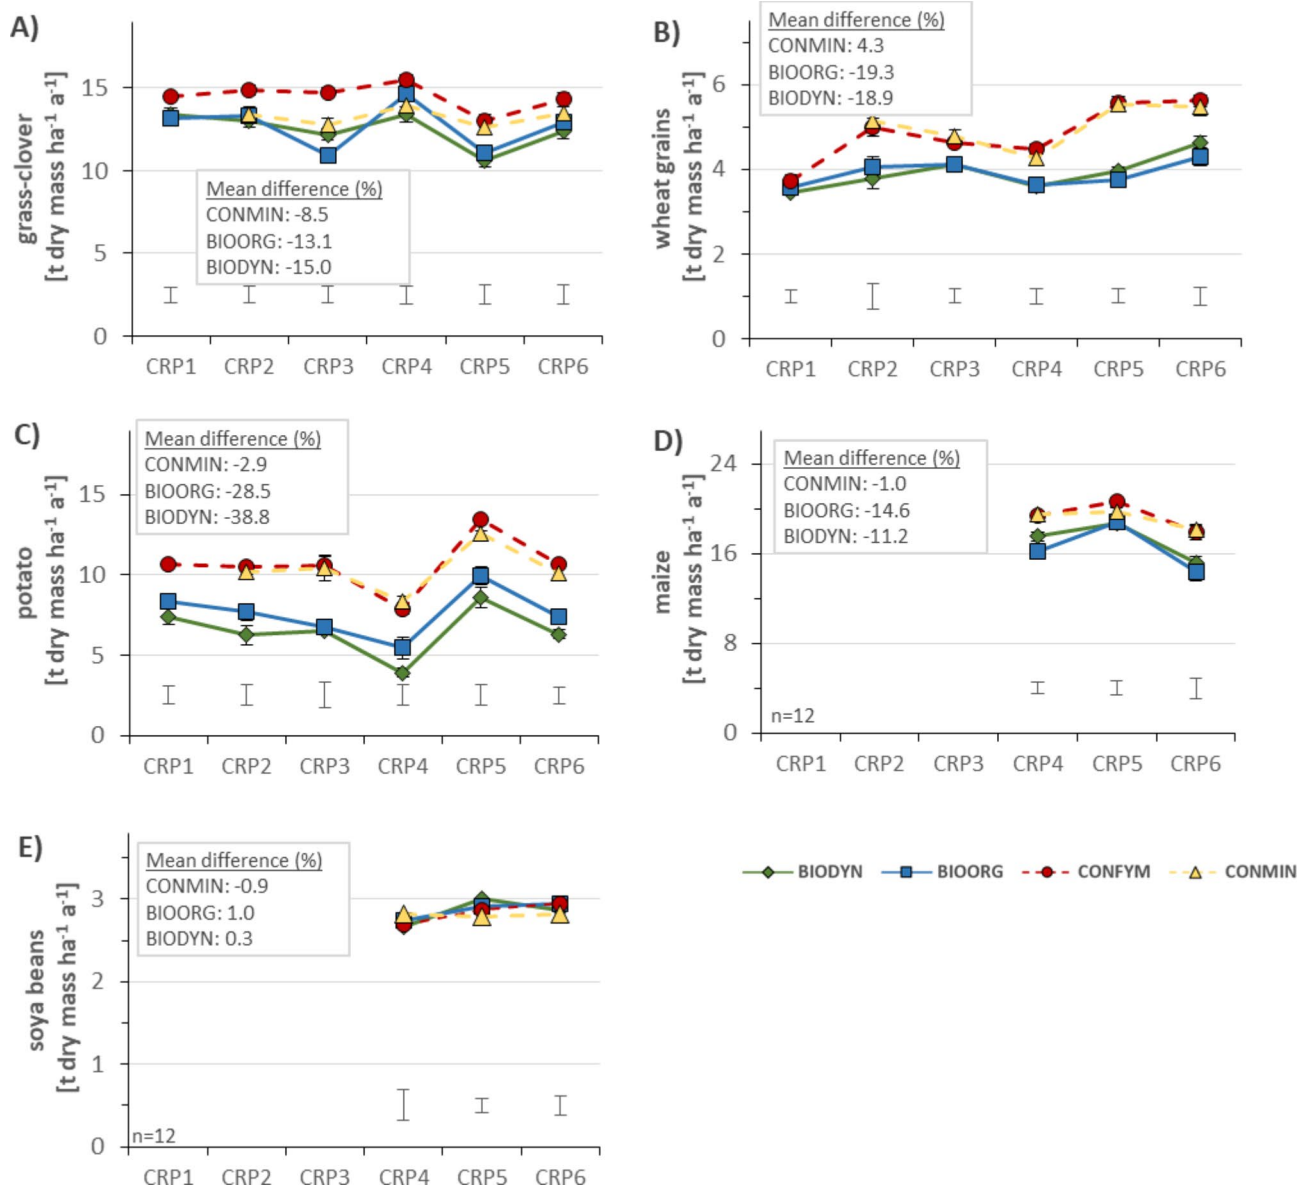 A)
grass-clover
[t dry mass ha⁻¹ a⁻¹]
15
10
5
0
Mean difference (%)
CONMIN: -8.5
BIOORG: -13.1
BIODYN: -15.0
CRP1 CRP2 CRP3 CRP4 CRP5 CRP6
B)
wheat grains
[t dry mass ha⁻¹ a⁻¹]
Mean difference (%)
CONMIN: 4.3
BIOORG: -19.3
BIODYN: -18.9
6
4
2
0
CRP1 CRP2 CRP3 CRP4 CRP5 CRP6
C)
potato
[t dry mass ha⁻¹ a⁻¹]
Mean difference (%)
CONMIN: -2.9
BIOORG: -28.5
BIODYN: -38.8
15
10
5
0
CRP1 CRP2 CRP3 CRP4 CRP5 CRP6
D)
maize
[t dry mass ha⁻¹ a⁻¹]
Mean difference (%)
CONMIN: -1.0
BIOORG: -14.6
BIODYN: -11.2
24
16
8
0
n=12
CRP1 CRP2 CRP3 CRP4 CRP5 CRP6
E)
soya beans
[t dry mass ha⁻¹ a⁻¹]
Mean difference (%)
CONMIN: -0.9
BIOORG: 1.0
BIODYN: 0.3
3
2
1
0
n=12
CRP1 CRP2 CRP3 CRP4 CRP5 CRP6
BIODYN BIOORG CONFYM CONMIN